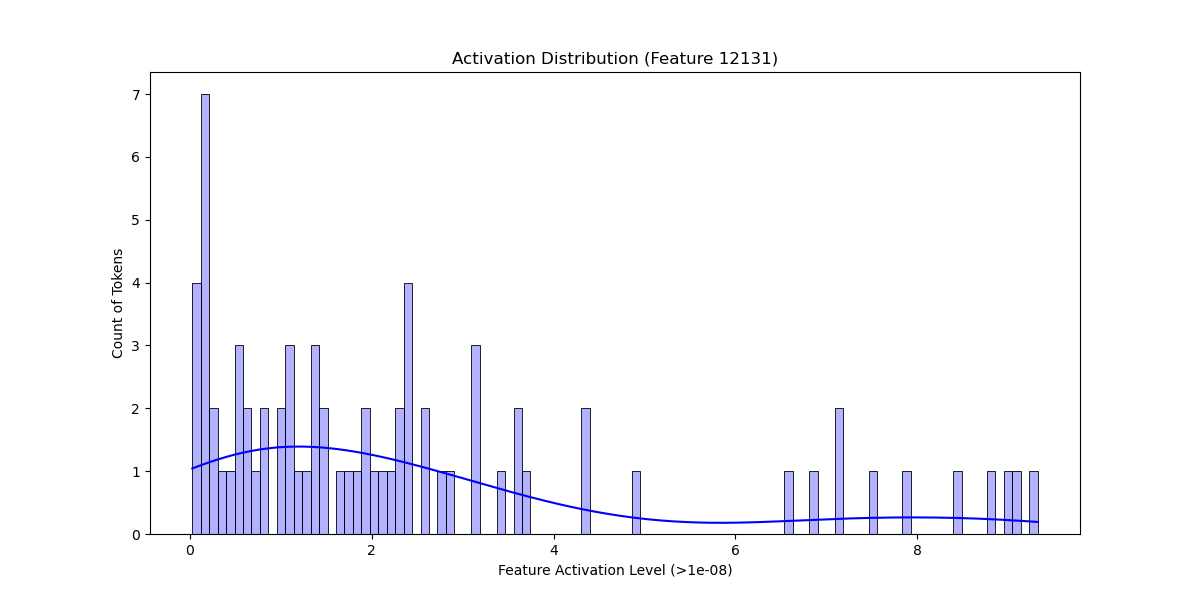 Activation Distribution (Feature 12131)
7
6
5
4
3
2
1
0
Count of Tokens
0 2 4 6 8
Feature Activation Level (>1e-08)